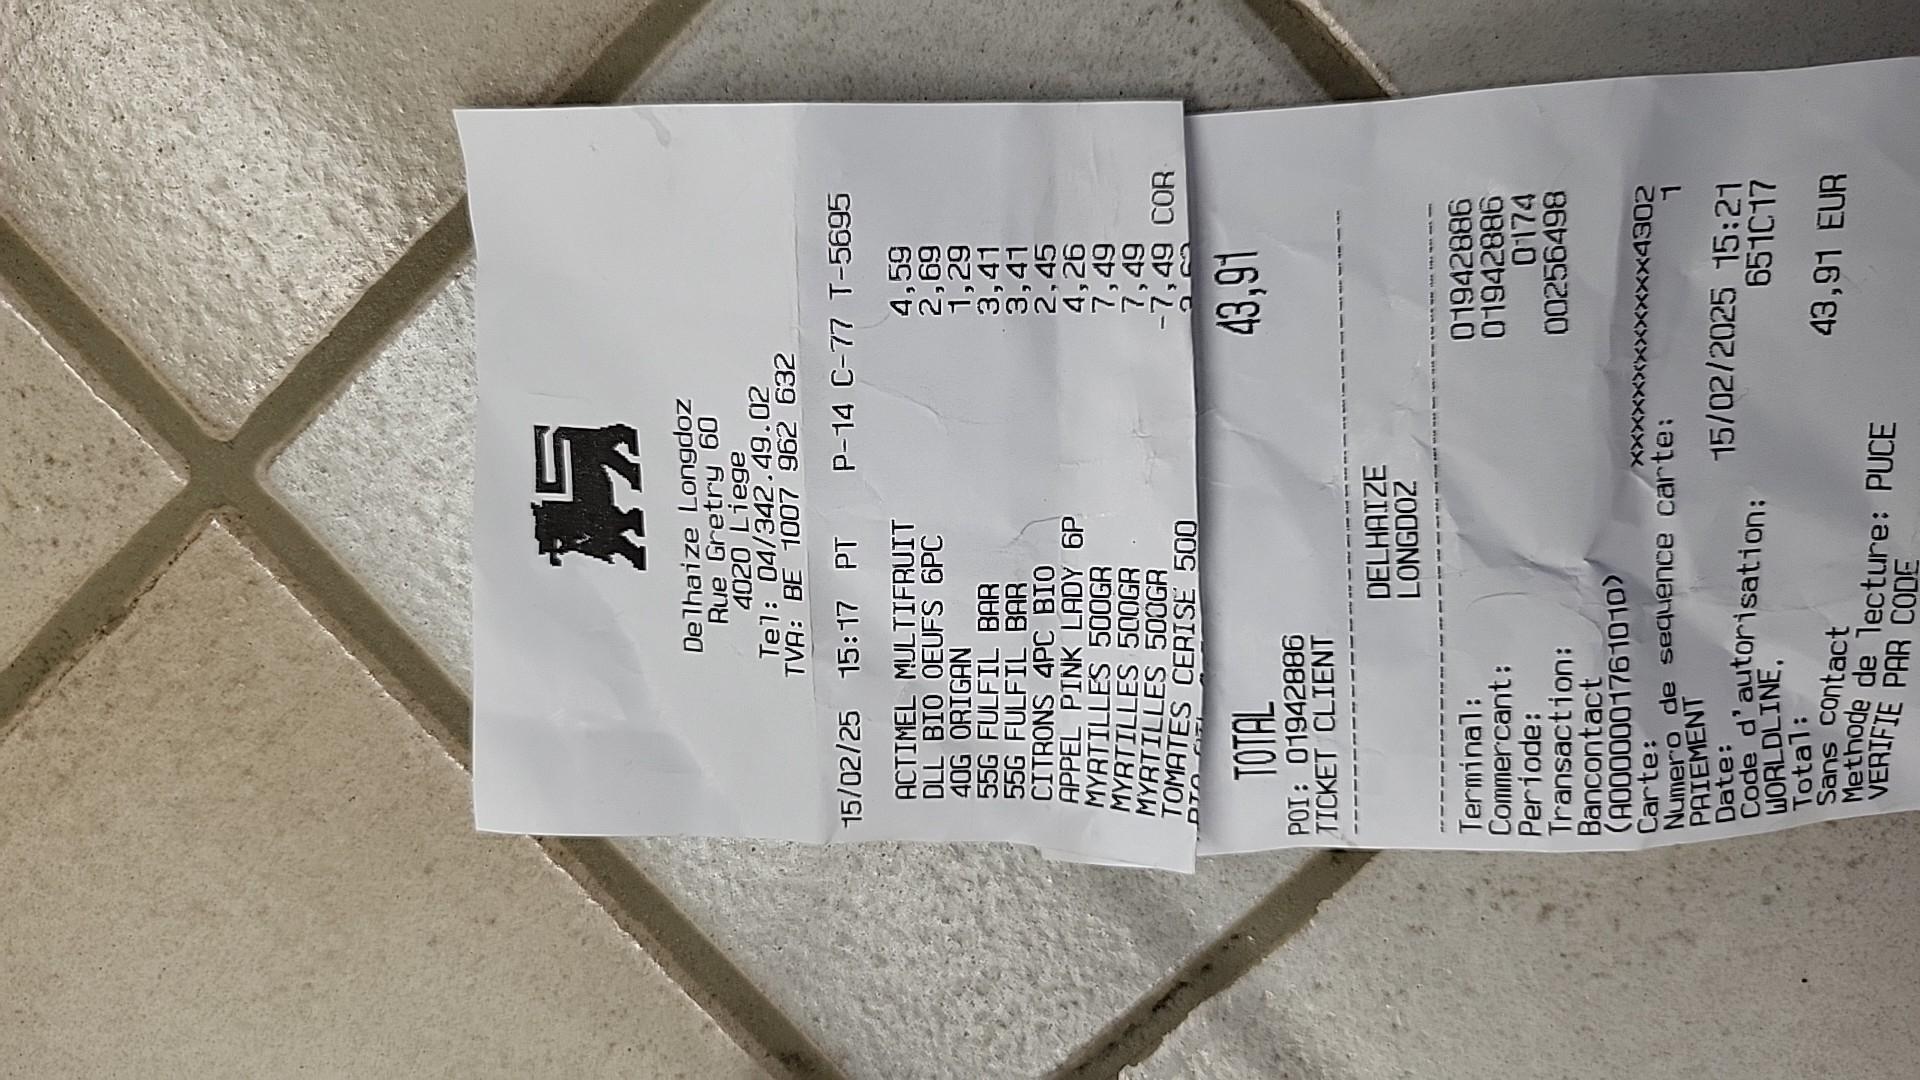 Delhaize Longdoz
Rue Gretry 60
4020 Liege
Tel: 04/342.49.02
TVA: BE 1007 962 632
15/02/25 15:17 PT P-14 C-77 T-5695
ACTIMEL MULTIFRUIT 4,59
DLL BIO OEUFS 6PC 2,69
40G ORIGAN 1,29
55G FULFIL BAR 3,41
55G FULFIL BAR 3,41
CITRONS 4PC BIO 2,45
APPEL PINK LADY 6P 4,26
MYRTILLES 500GR 7,49
MYRTILLES 500GR 7,49
MYRTILLES 500GR -7,49 COR
TOMATES CERISE 500
TOTAL 43,91
POI: 01942886
TICKET CLIENT
DELHAIZE
LONGDOZ
Terminal: 01942886
Commercant: 01942886
Periode: 0174
Transaction: 00256498
Bancontact
(A0000001761010)
Carte: xxxxxxxxxxxxxxx4302
Numero de sequence carte: 1
PAIEMENT
Date: 15/02/2025 15:21
Code d'autorisation: 651C17
WORLDLINE.
Total: 43,91 EUR
Sans contact
Methode de lecture: PUCE
VERIFIE PAR CODE